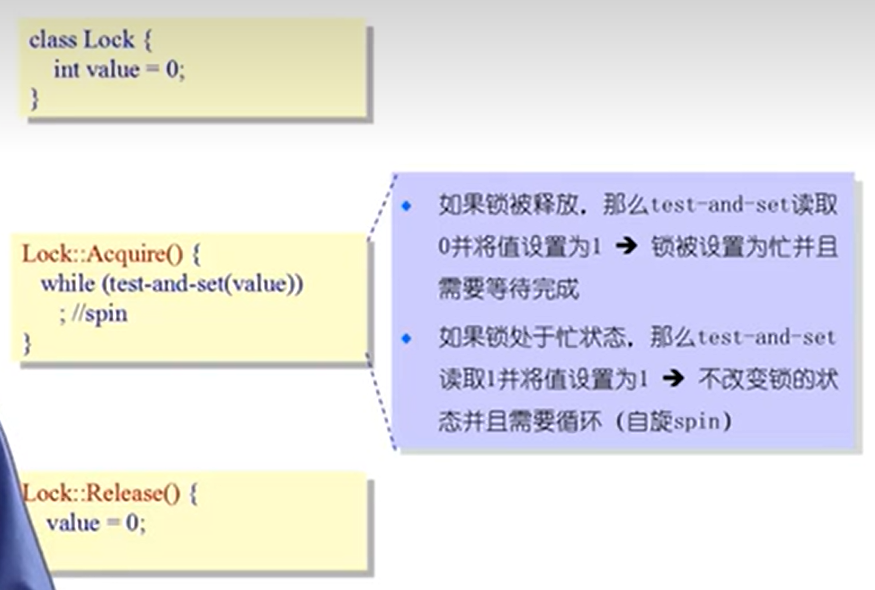 class Lock {
int value = 0;
}
Lock::Acquire() {
while (test-and-set(value))
; //spin
}
如果锁被释放，那么test-and-set读取
0并将值设置为1 ➔ 锁被设置为忙并且
需要等待完成
如果锁处于忙状态，那么test-and-set
读取1并将值设置为1 ➔ 不改变锁的状
态并且需要循环（自旋spin）
Lock::Release() {
value = 0;